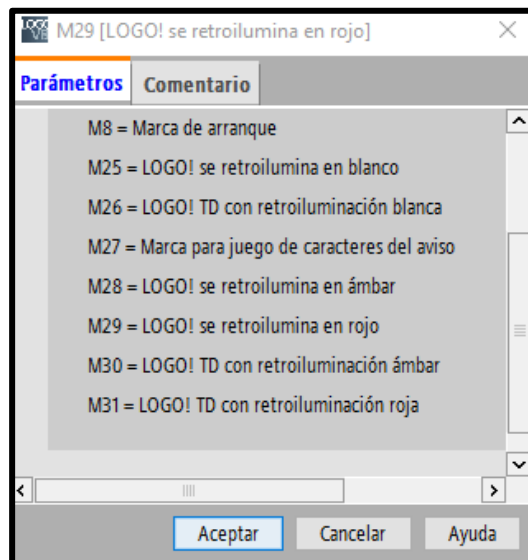 M29 [LOGO! se retroilumina en rojo]
Parámetros Comentario
M8 = Marca de arranque
M25 = LOGO! se retroilumina en blanco
M26 = LOGO! TD con retroiluminación blanca
M27 = Marca para juego de caracteres del aviso
M28 = LOGO! se retroilumina en ámbar
M29 = LOGO! se retroilumina en rojo
M30 = LOGO! TD con retroiluminación ámbar
M31 = LOGO! TD con retroiluminación roja
Aceptar Cancelar Ayuda